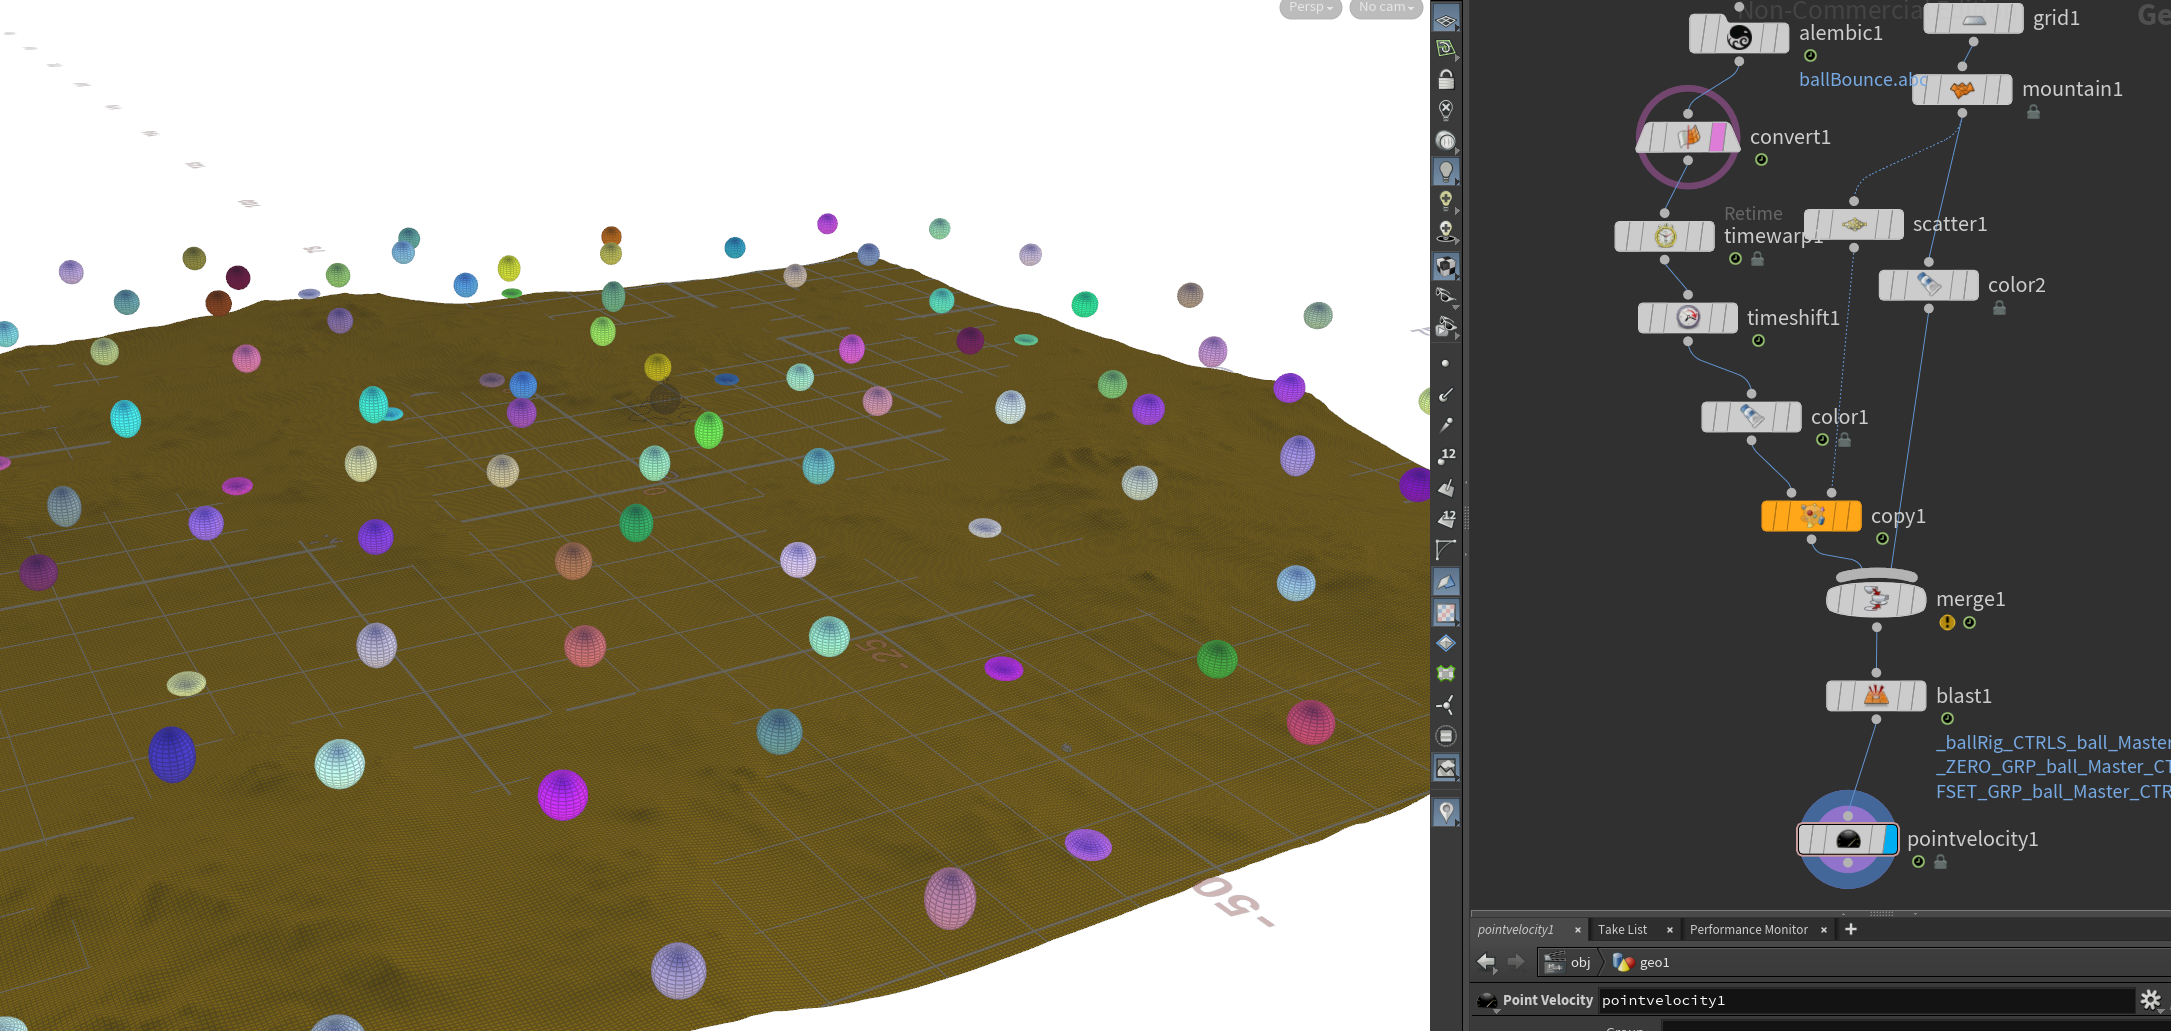 Persp
No cam
Non-Commercial
Ge
alembic1
grid1
ballBounce.abc
mountain1
convert1
Retime
timewarp1
scatter1
color2
timeshift1
color1
copy1
merge1
blast1
_ballRig_CTRLS_ball_Master
_ZERO_GRP_ball_Master_CT
FSET_GRP_ball_Master_CTR
pointvelocity1
12
12
-25
-50
pointvelocity1 × Take List × Performance Monitor × +
obj geo1
Point Velocity pointvelocity1